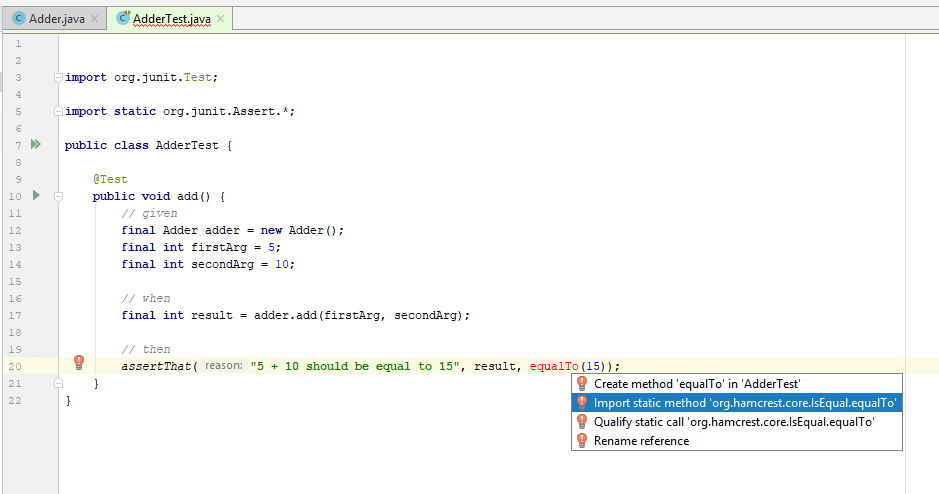 Adder.java AdderTest.java
1
2
3 import org.junit.Test;
4
5 import static org.junit.Assert.*;
6
7 public class AdderTest {
8
9 @Test
10 public void add() {
11 // given
12 final Adder adder = new Adder();
13 final int firstArg = 5;
14 final int secondArg = 10;
15
16 // when
17 final int result = adder.add(firstArg, secondArg);
18
19 // then
20 assertThat( reason: "5 + 10 should be equal to 15", result, equalTo(15));
21 }
22 }
Create method 'equalTo' in 'AdderTest'
Import static method 'org.hamcrest.core.IsEqual.equalTo'
Qualify static call 'org.hamcrest.core.IsEqual.equalTo'
Rename reference